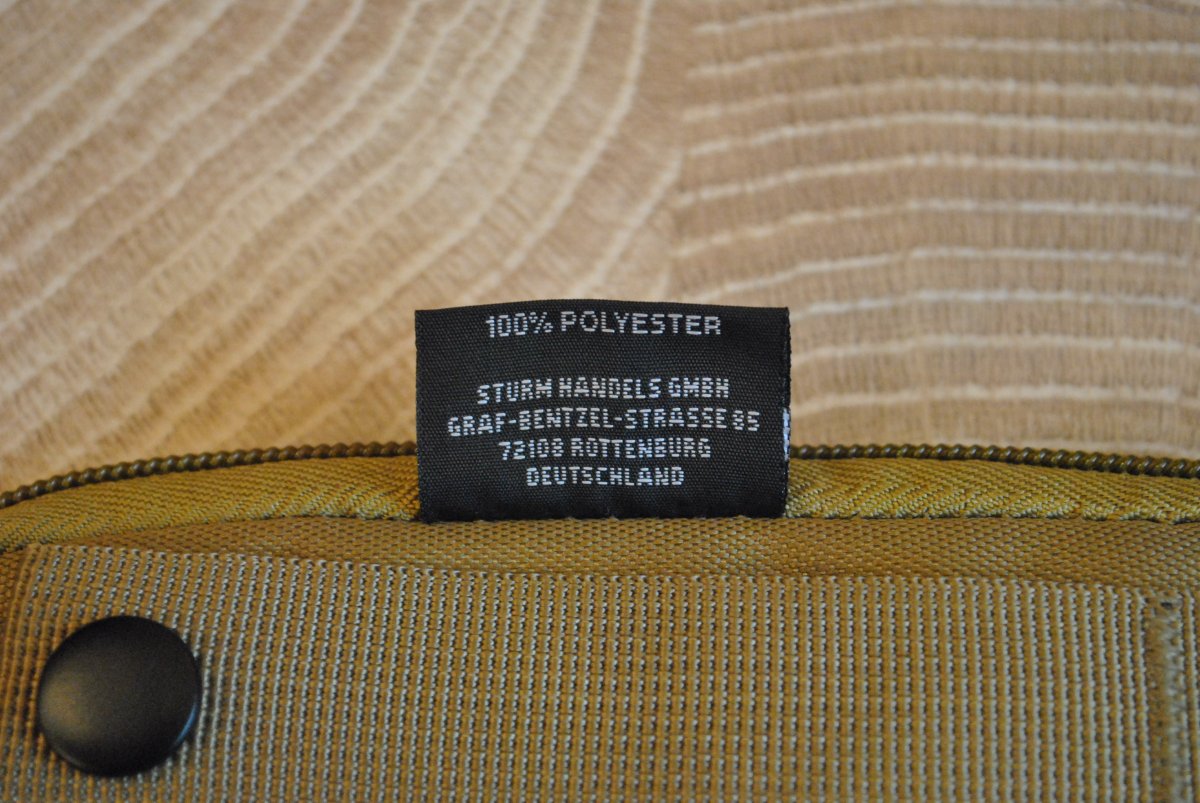 100% POLYESTER
STURM HANDELS GMBH
GRAF-BENTZEL-STRASSE 85
72108 ROTTENBURG
DEUTSCHLAND